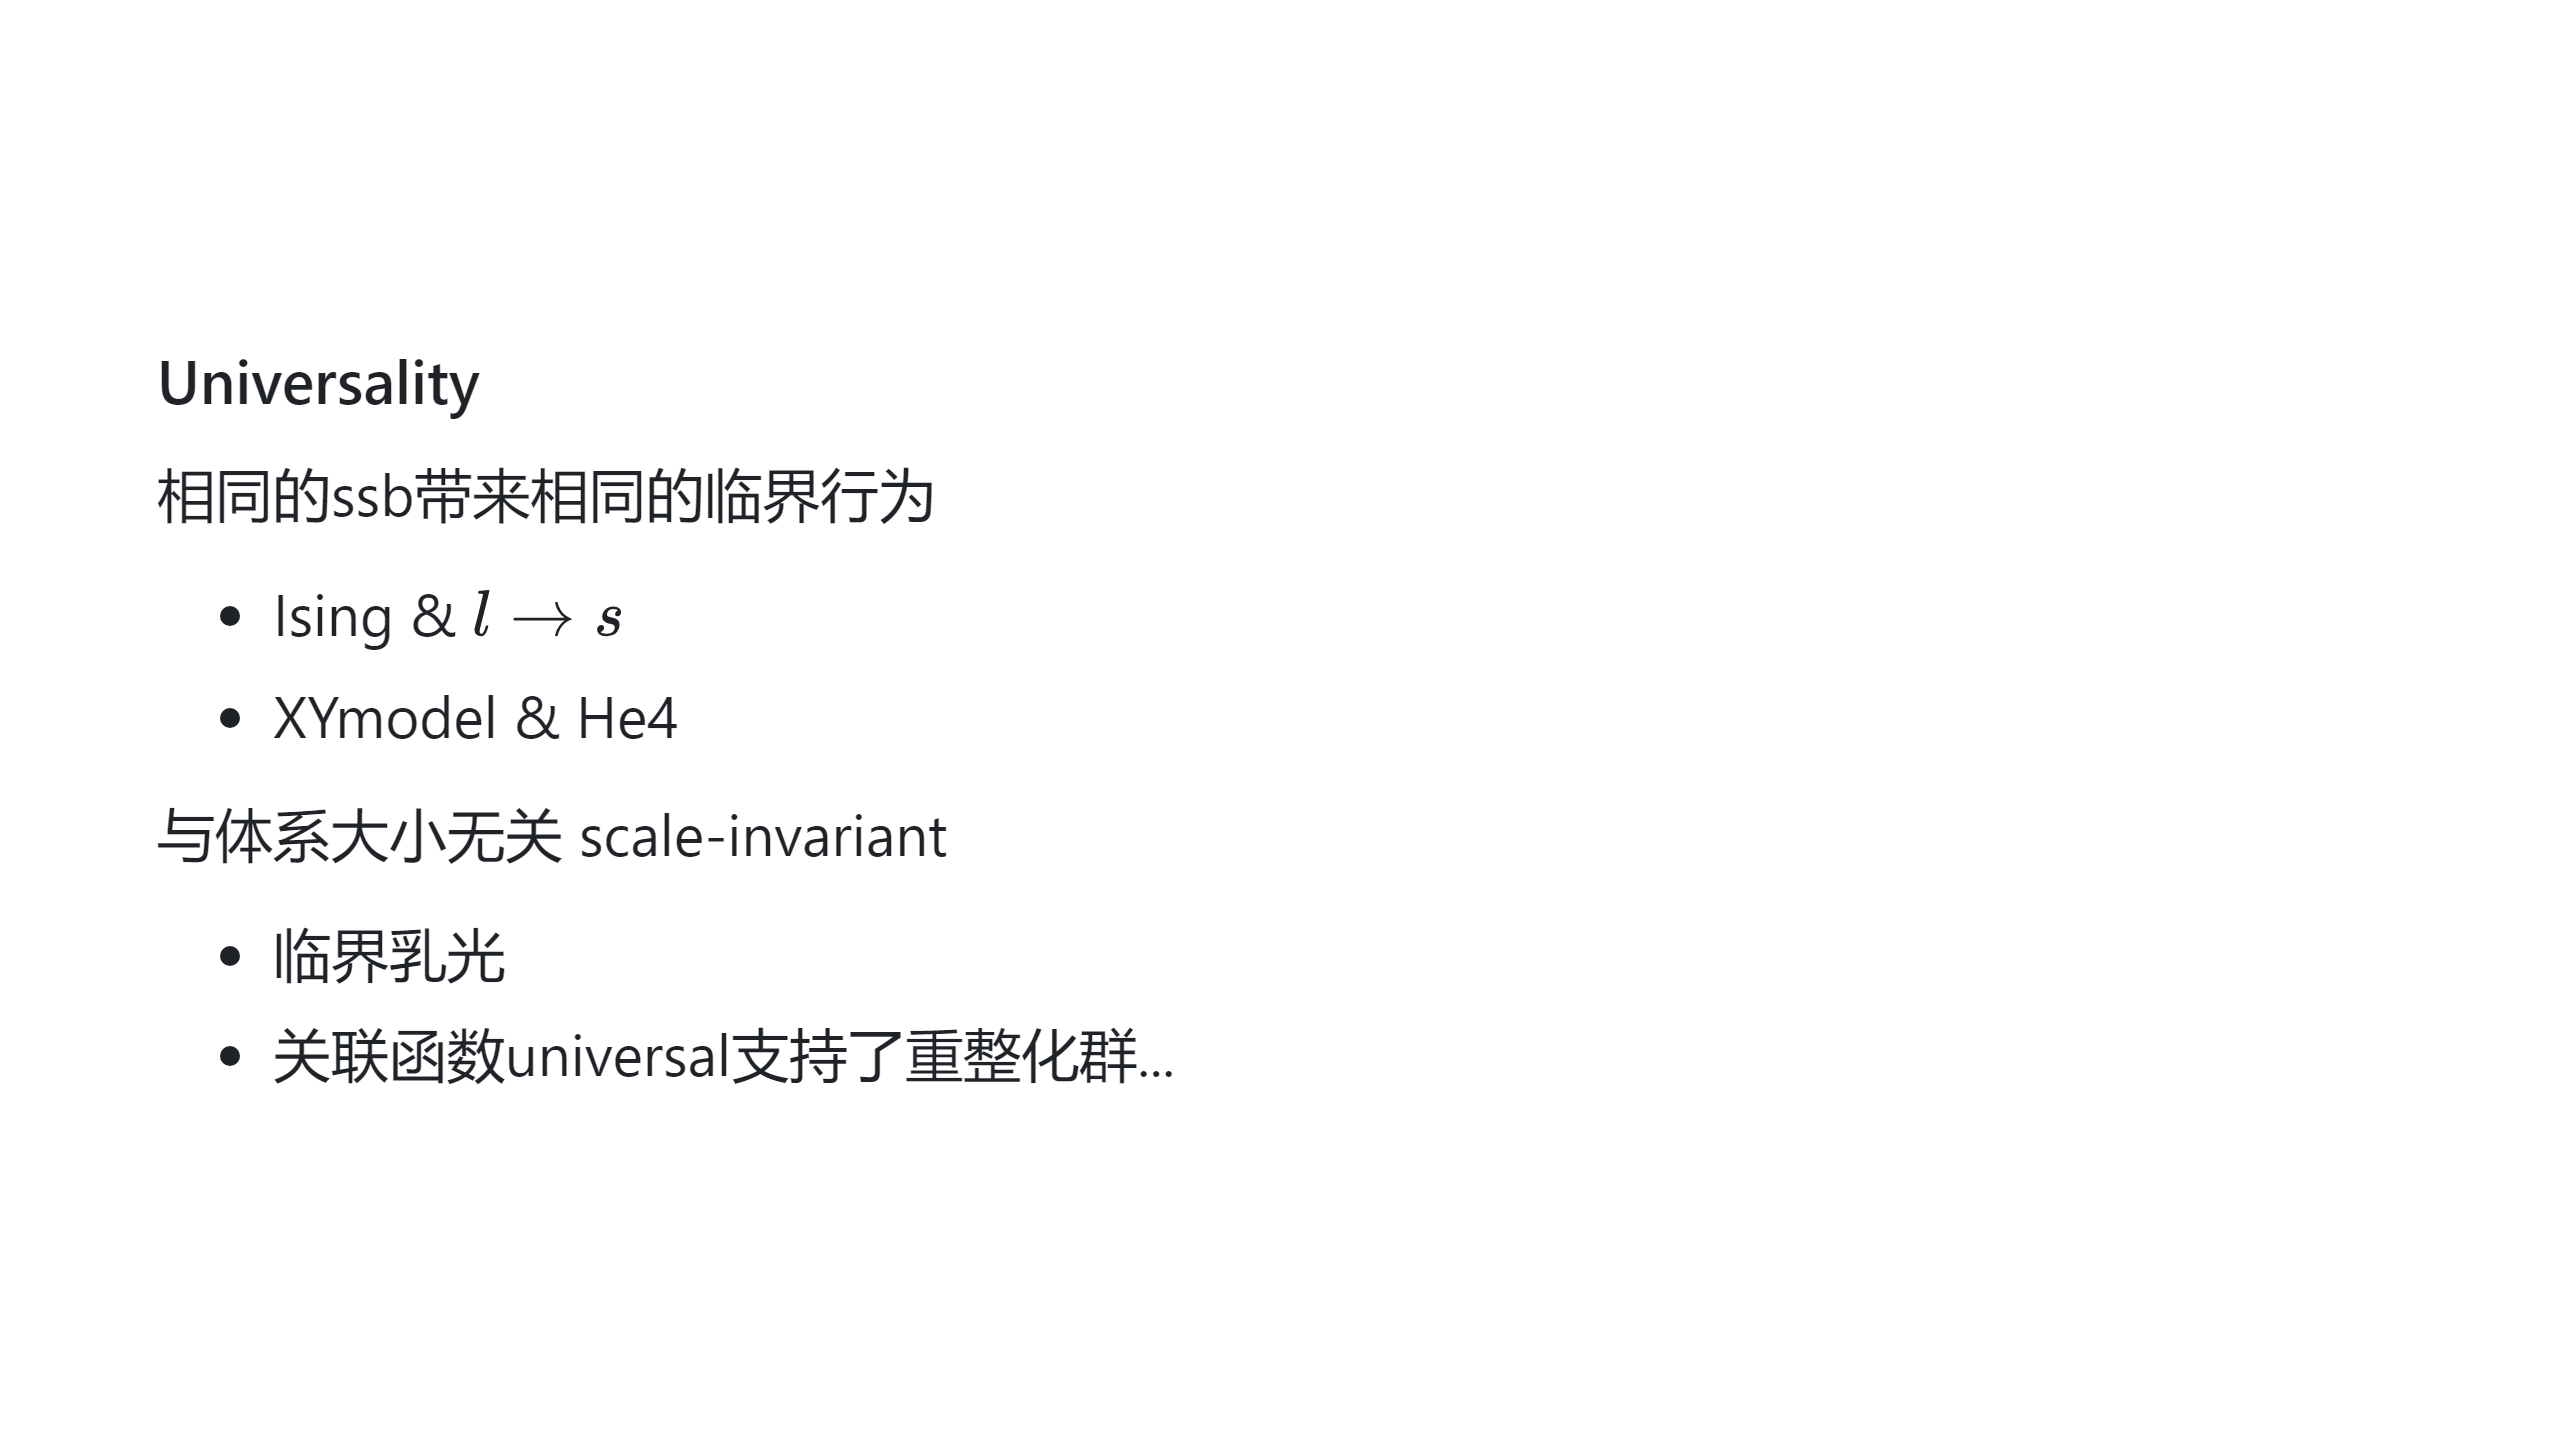 Universality
相同的ssb带来相同的临界行为
• Ising & l → s
• XYmodel & He4
与体系大小无关 scale-invariant
• 临界乳光
• 关联函数universal支持了重整化群...